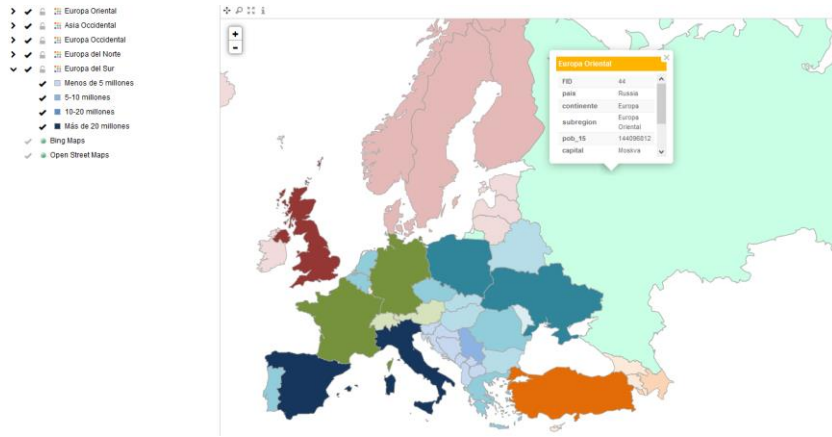 Europa Oriental
Asia Occidental
Europa Occidental
Europa del Norte
Europa del Sur
Menos de 5 millones
5-10 millones
10-20 millones
Más de 20 millones
Bing Maps
Open Street Maps
+
-
Europa Oriental
FID 44
pais Russia
continente Europa
subregion Europa Oriental
pob_15 144096812
capital Moskva